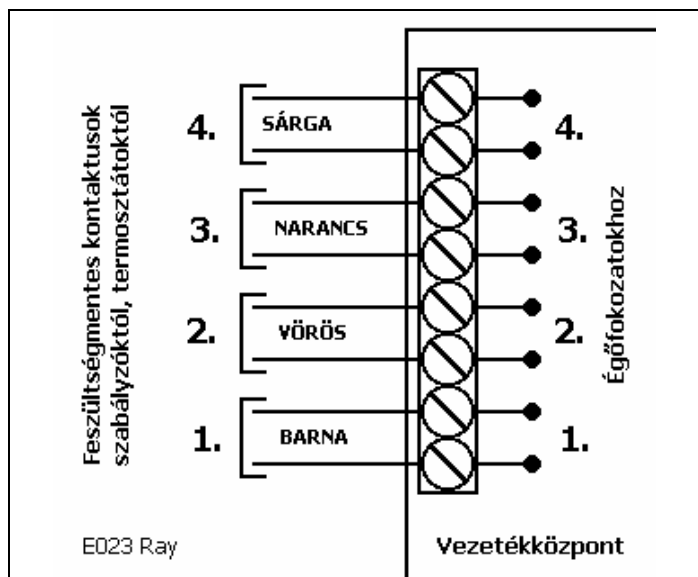 Feszültségmentes kontaktusok
szabályzóktól, termosztátoktól
4.
SÁRGA
4.
3.
NARANCS
3.
2.
VÖRÖS
2.
1.
BARNA
1.
Égőfokozatokhoz
E023 Ray
Vezetékközpont